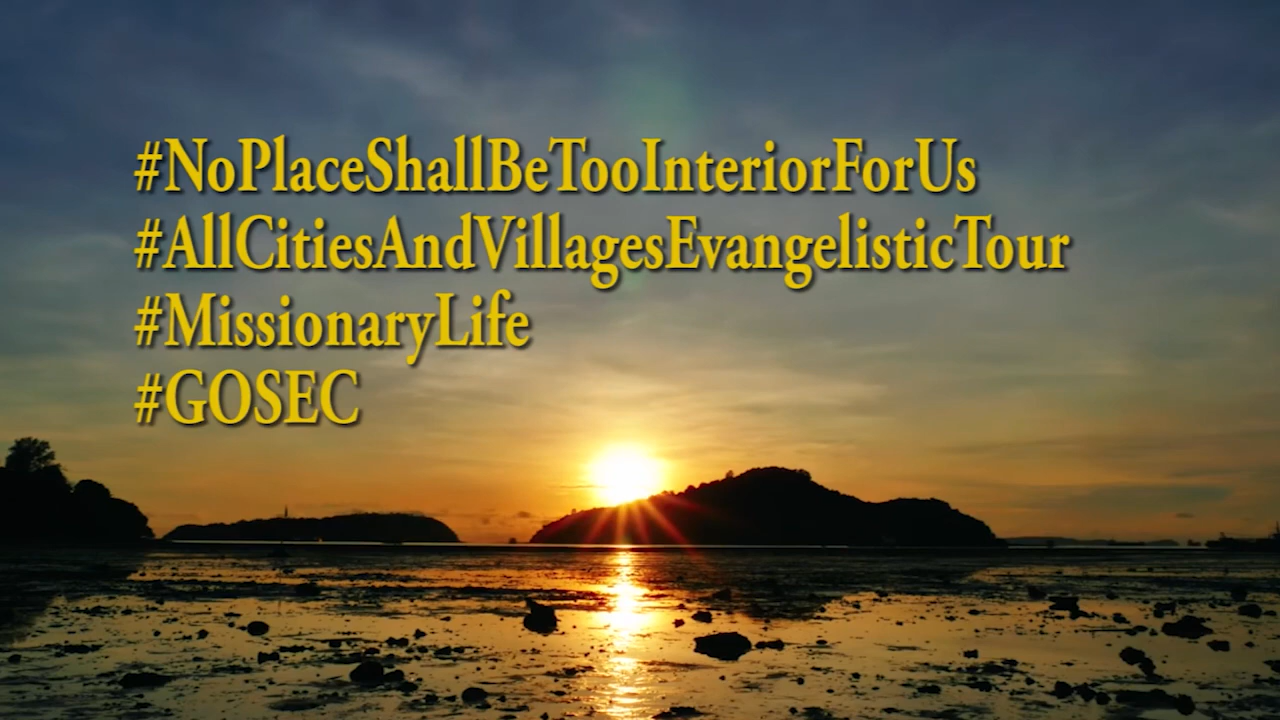 #NoPlaceShallBeTooInteriorForUs
#AllCitiesAndVillagesEvangelisticTour
#MissionaryLife
#GOSEC